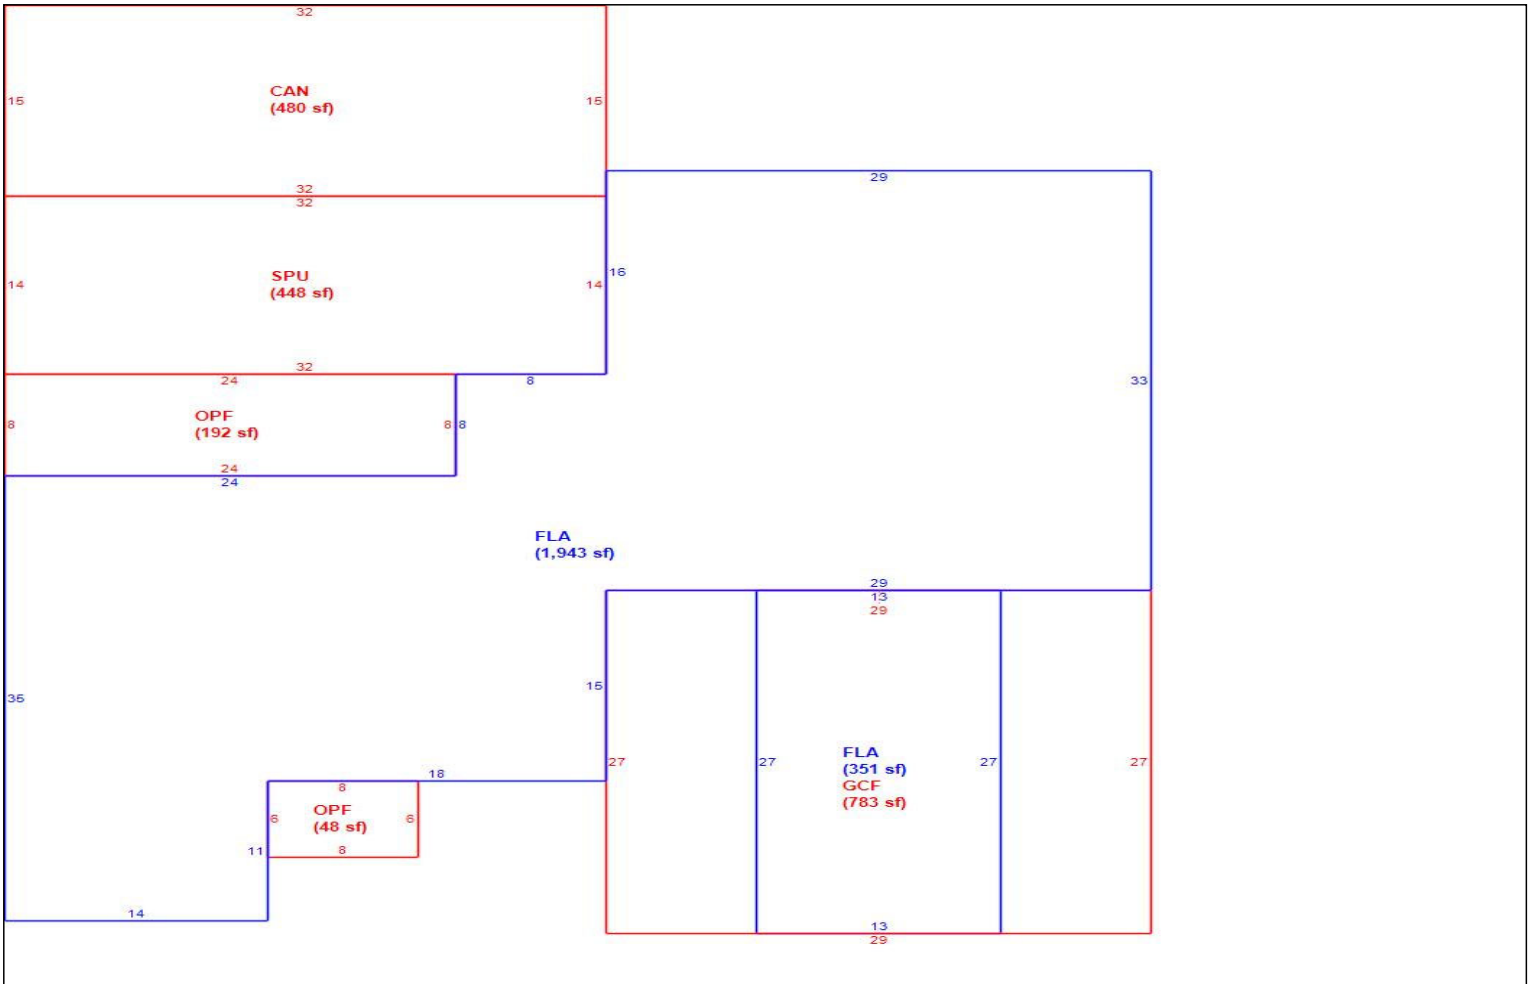 32
CAN
(480 sf)
15
15
32
32
29
SPU
(448 sf)
14
14
16
32
24
8
33
OPF
(192 sf)
8
8
8
24
24
FLA
(1,943 sf)
29
13
29
35
15
18
27
27
FLA
(351 sf)
GCF
(783 sf)
27
27
8
OPF
(48 sf)
6
6
11
8
14
13
29